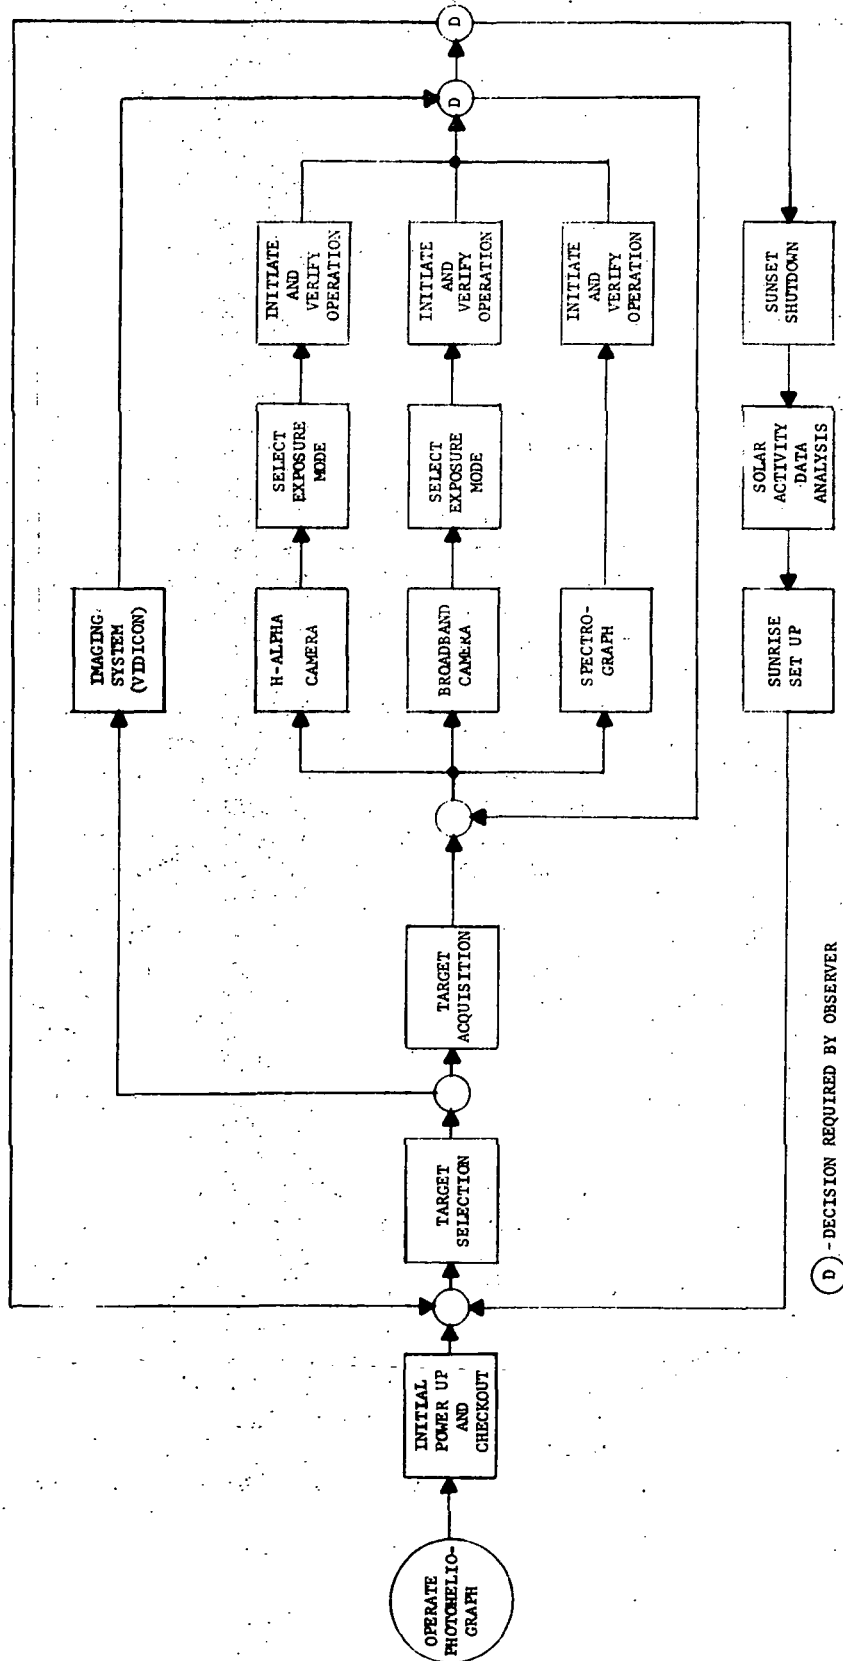 OPERATE
PHOTOHELIO-
GRAPH
INITIAL
POWER UP
AND
CHECKOUT
TARGET
SELECTION
TARGET
ACQUISITION
IMAGING
SYSTEM
(VIDICON)
H-ALPHA
CAMERA
SELECT
EXPOSURE
MODE
INITIATE
AND
VERIFY
OPERATION
BROADBAND
CAMERA
SELECT
EXPOSURE
MODE
INITIATE
AND
VERIFY
OPERATION
SPECTRO-
GRAPH
INITIATE
AND
VERIFY
OPERATION
D
D
SUNRISE
SET UP
SOLAR
ACTIVITY
DATA
ANALYSIS
SUNSET
SHUTDOWN
D - DECISION REQUIRED BY OBSERVER